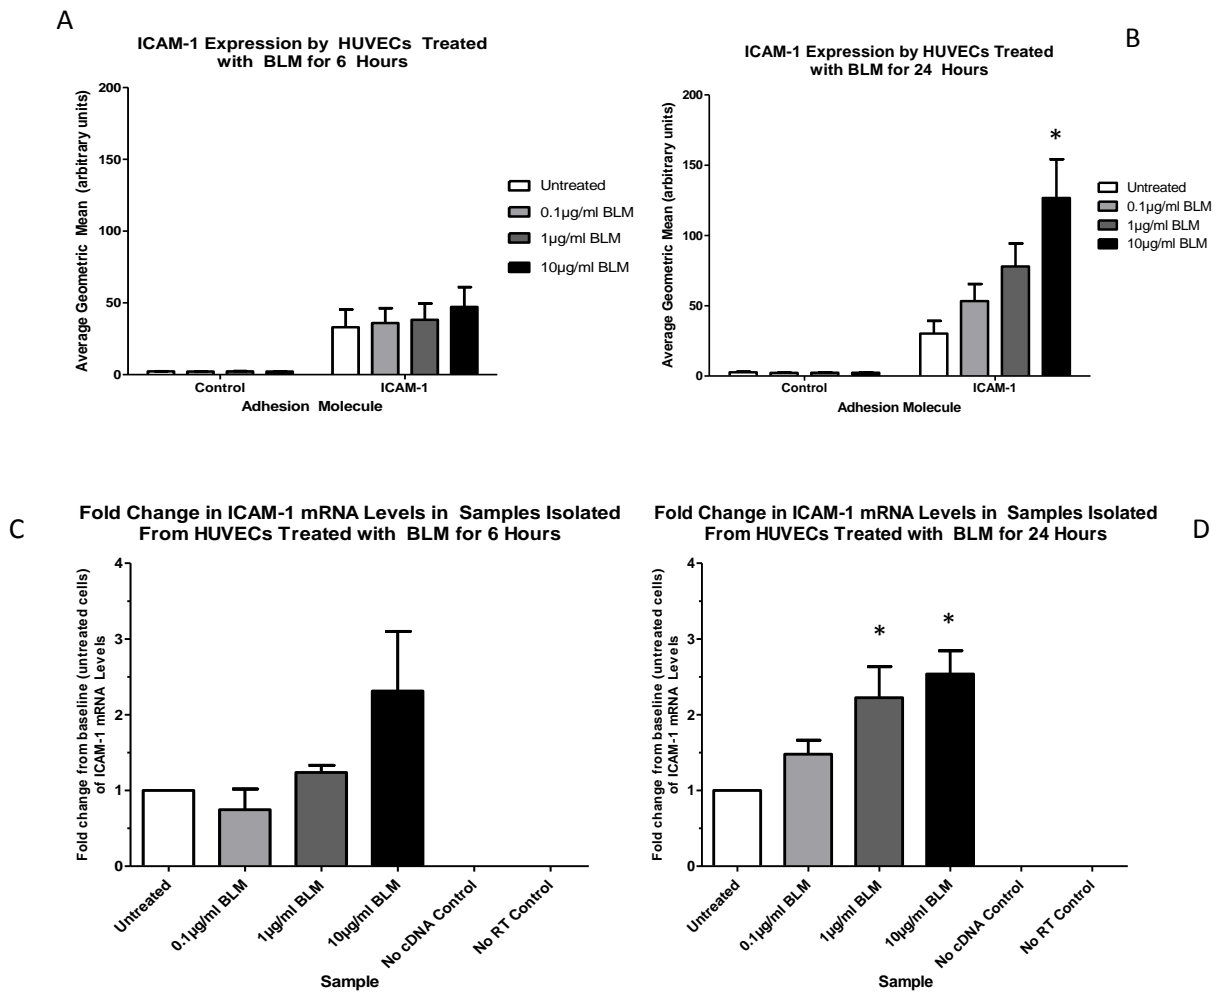 A
ICAM-1 Expression by HUVECs Treated
with BLM for 6 Hours
Average Geometric Mean (arbitrary units)
200
150
100
50
0
Control
ICAM-1
Adhesion Molecule
Untreated
0.1µg/ml BLM
1µg/ml BLM
10µg/ml BLM
B
ICAM-1 Expression by HUVECs Treated
with BLM for 24 Hours
Average Geometric Mean (arbitrary units)
200
150
100
50
0
*
Control
ICAM-1
Adhesion Molecule
Untreated
0.1µg/ml BLM
1µg/ml BLM
10µg/ml BLM
C
Fold Change in ICAM-1 mRNA Levels in Samples Isolated
From HUVECs Treated with BLM for 6 Hours
Fold change from baseline (untreated cells)
of ICAM-1 mRNA Levels
4
3
2
1
0
Untreated
0.1µg/ml BLM
1µg/ml BLM
10µg/ml BLM
No cDNA Control
No RT Control
Sample
D
Fold Change in ICAM-1 mRNA Levels in Samples Isolated
From HUVECs Treated with BLM for 24 Hours
Fold change from baseline (untreated cells)
of ICAM-1 mRNA Levels
4
3
2
1
0
*
*
Untreated
0.1µg/ml BLM
1µg/ml BLM
10µg/ml BLM
No cDNA Control
No RT Control
Sample